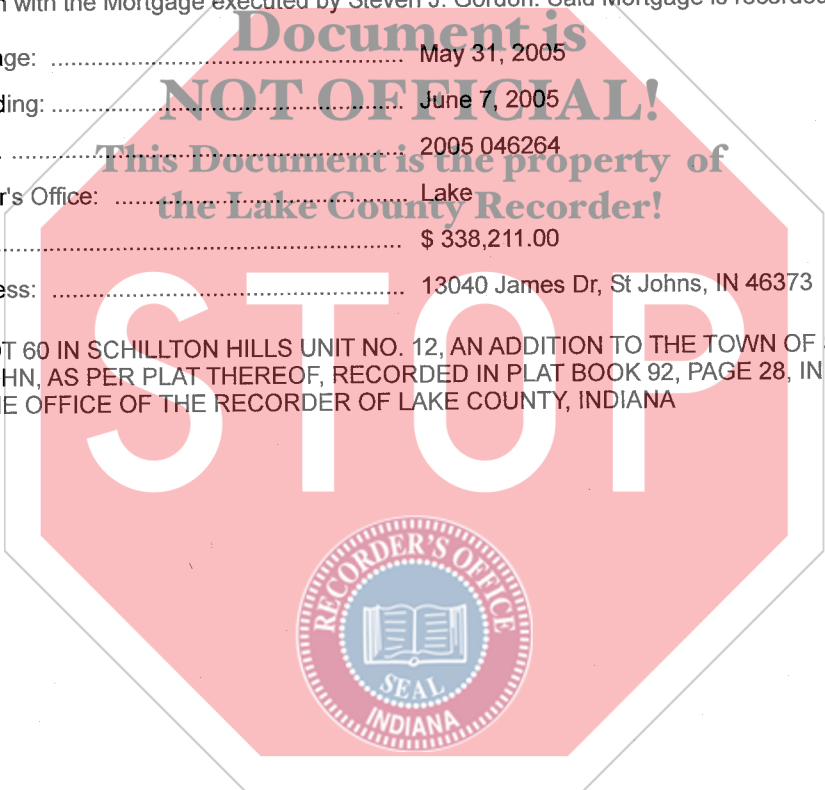 with the Mortgage executed by Steven J. Gordon. Said Mortgage is recorded
Document is
age: .......................................................... May 31, 2005
NOT OFFICIAL!
ding: .......................................................... June 7, 2005
.......................................................... 2005 046264
This Document is the property of
r's Office: ................................................ Lake
the Lake County Recorder!
.......................................................... $ 338,211.00
ess: .......................................................... 13040 James Dr, St Johns, IN 46373
STOP
T 60 IN SCHILLTON HILLS UNIT NO. 12, AN ADDITION TO THE TOWN OF
HN, AS PER PLAT THEREOF, RECORDED IN PLAT BOOK 92, PAGE 28, IN
E OFFICE OF THE RECORDER OF LAKE COUNTY, INDIANA
RECORDER'S OFFICE
SEAL
INDIANA